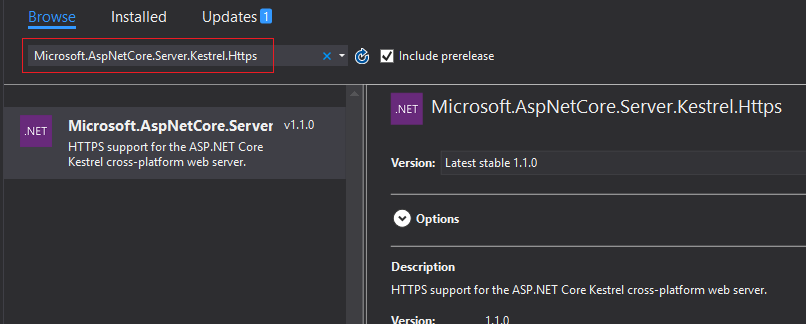 Browse Installed Updates 1
Microsoft.AspNetCore.Server.Kestrel.Https
Include prerelease
.NET
Microsoft.AspNetCore.Server v1.1.0
HTTPS support for the ASP.NET Core
Kestrel cross-platform web server.
.NET
Microsoft.AspNetCore.Server.Kestrel.Https
Version: Latest stable 1.1.0
Options
Description
HTTPS support for the ASP.NET Core Kestrel cross-platform web server.
Version: 1.1.0